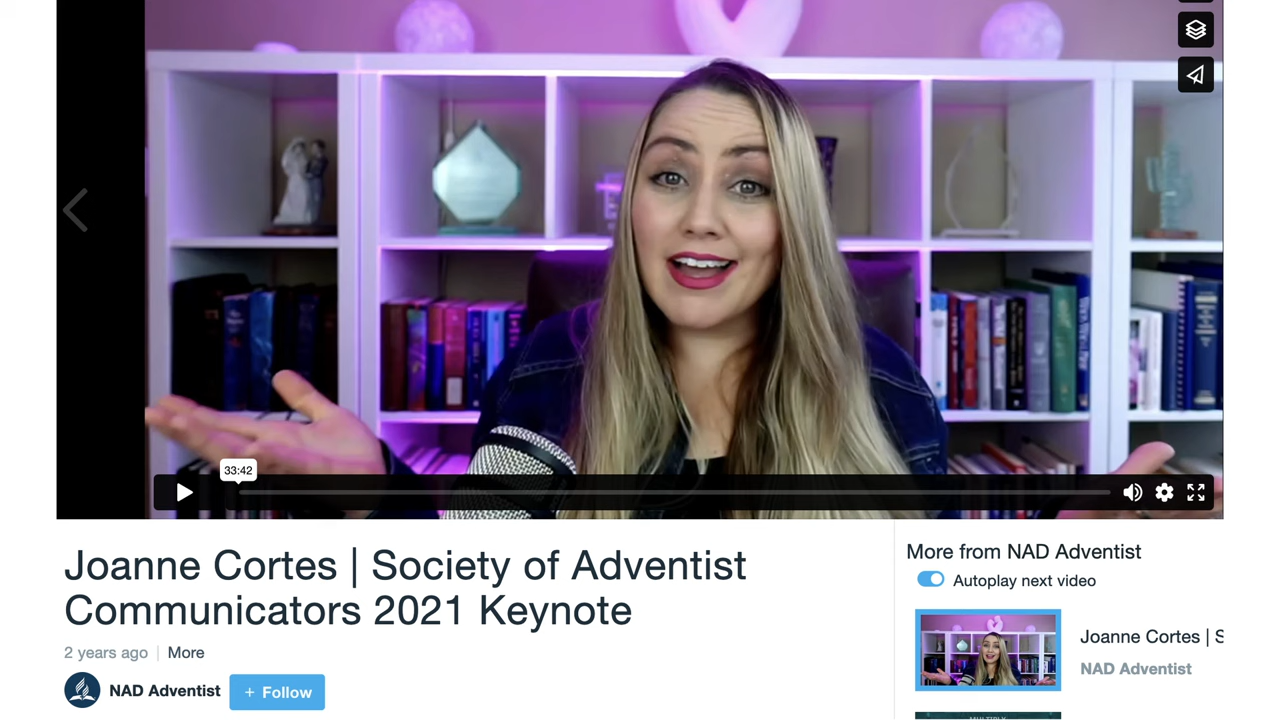 33:42
Joanne Cortes | Society of Adventist
Communicators 2021 Keynote
2 years ago | More
NAD Adventist
+ Follow
More from NAD Adventist
Autoplay next video
Joanne Cortes | S
NAD Adventist